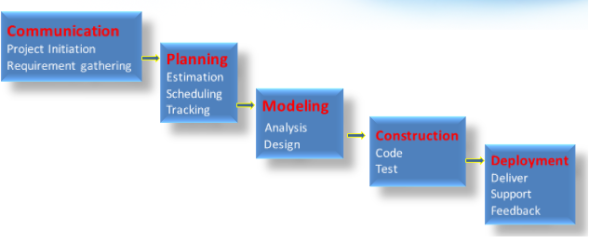 Communication
Project Initiation
Requirement gathering
Planning
Estimation
Scheduling
Tracking
Modeling
Analysis
Design
Construction
Code
Test
Deployment
Deliver
Support
Feedback